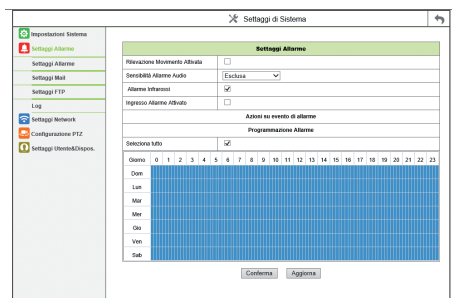 Settaggi di Sistema
Impostazioni Sistema
Settaggi Allarme
Settaggi Allarme
Settaggi Mail
Settaggi FTP
Log
Settaggi Network
Configurazione PTZ
Settaggi Utente&Dispos.
Settaggi Allarme
Rilevazione Movimento Attivata
Sensibilità Allarme Audio Esclusa
Allarme Infrarossi
Ingresso Allarme Attivato
Azioni su evento di allarme
Programmazione Allarme
Seleziona tutto
Giorno 0 1 2 3 4 5 6 7 8 9 10 11 12 13 14 15 16 17 18 19 20 21 22 23
Dom
Lun
Mar
Mer
Gio
Ven
Sab
Conferma Aggiorna